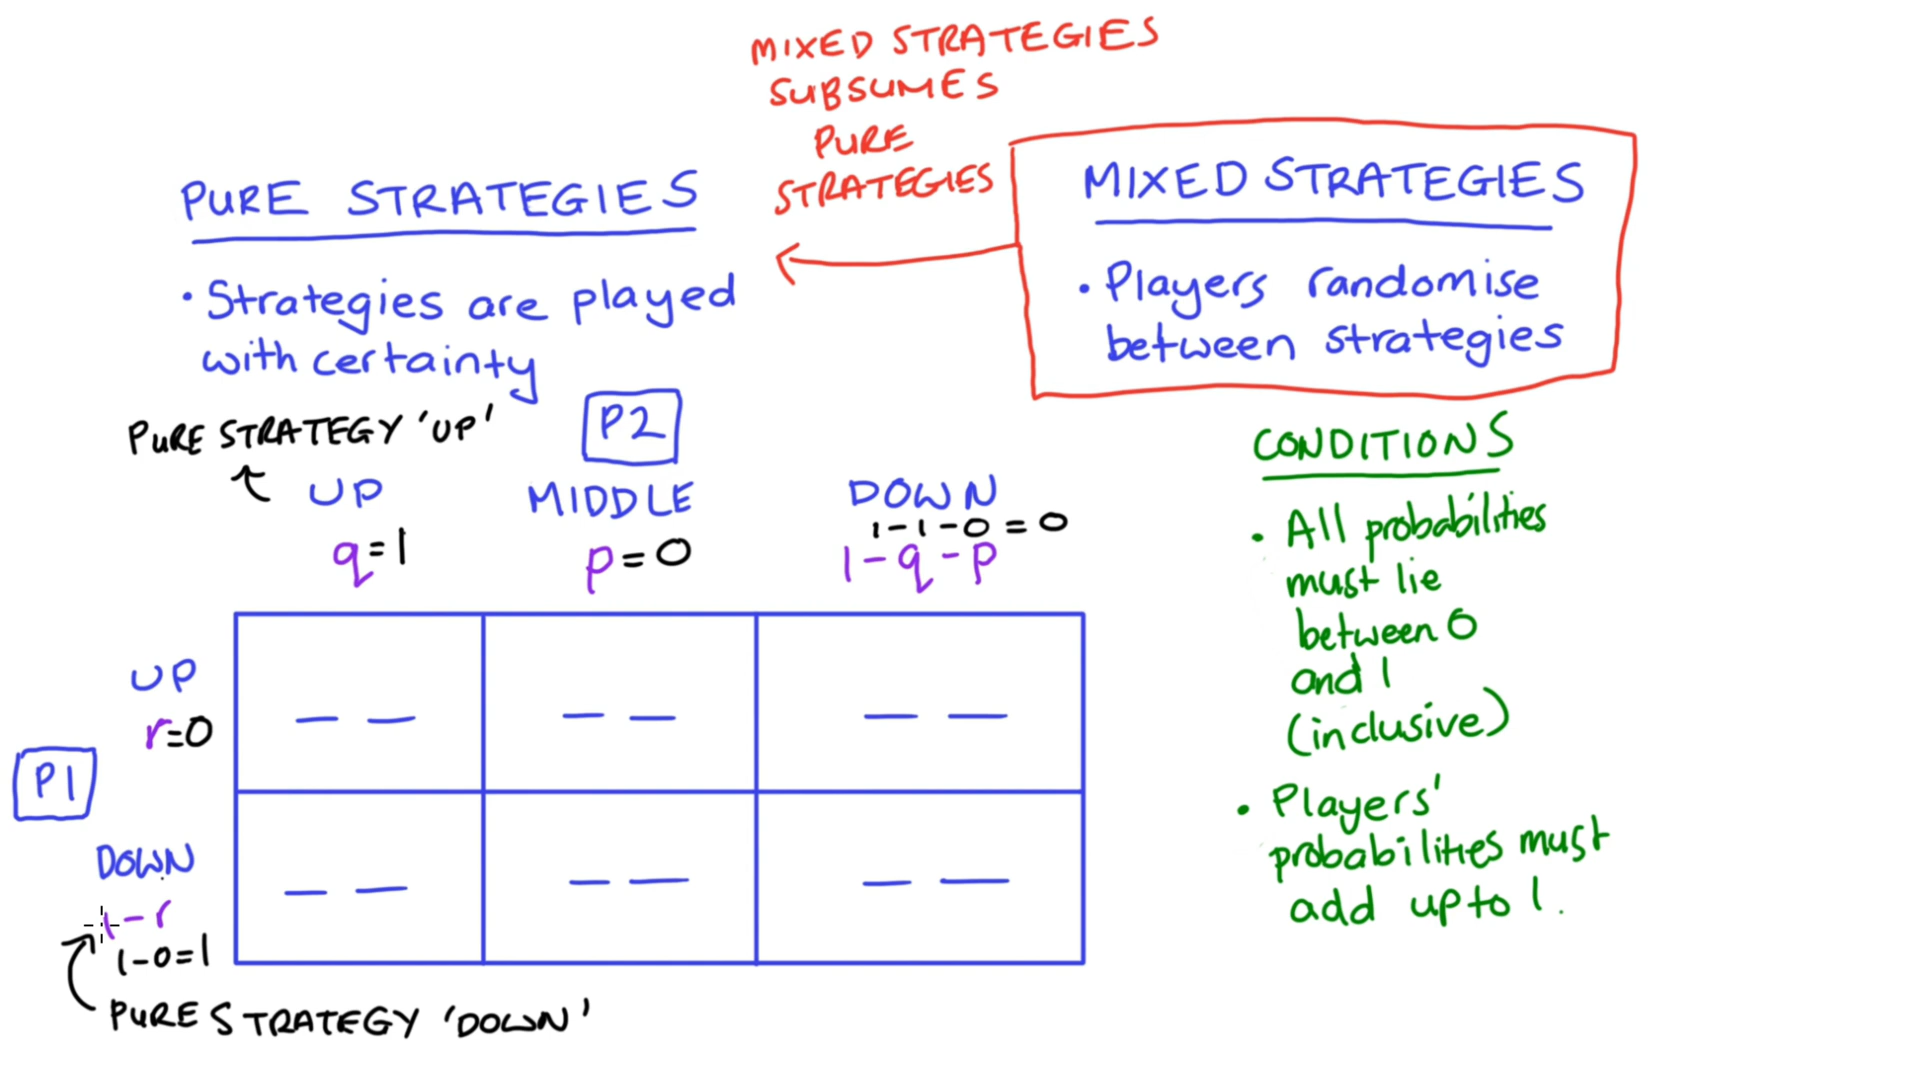 MIXED STRATEGIES
SUBSUMES
PURE
STRATEGIES
PURE STRATEGIES
• Strategies are played
with certainty
MIXED STRATEGIES
• Players randomise
between strategies
PURE STRATEGY 'UP'
P2
UP MIDDLE DOWN
1-1-0=0
q=1 p=0 1-q-p
UP
r=0
P1
DOWN
1-r
1-0=1
PURE STRATEGY 'DOWN'
CONDITIONS
• All probabilities
must lie
between 0
and 1
(inclusive)
• Players'
probabilities must
add up to 1.